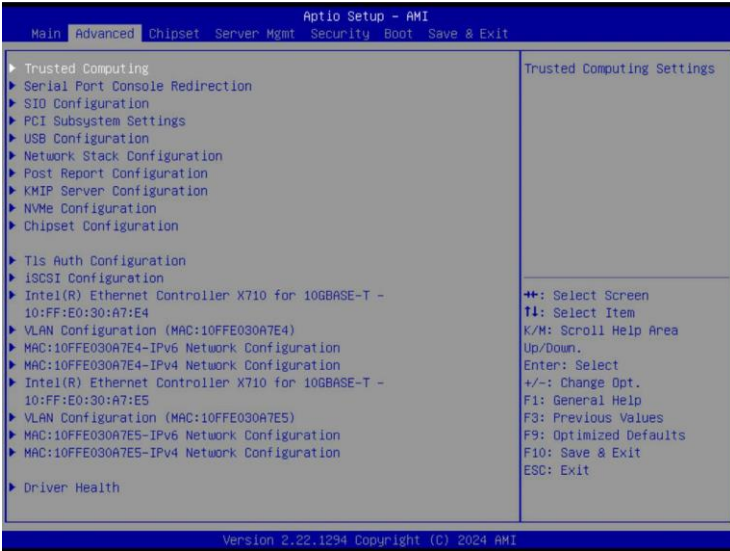 Aptio Setup - AMI
Main Advanced Chipset Server Mgmt Security Boot Save & Exit
▶ Trusted Computing
▶ Serial Port Console Redirection
▶ SIO Configuration
▶ PCI Subsystem Settings
▶ USB Configuration
▶ Network Stack Configuration
▶ Post Report Configuration
▶ KMIP Server Configuration
▶ NVMe Configuration
▶ Chipset Configuration
▶ Tls Auth Configuration
▶ iSCSI Configuration
▶ Intel(R) Ethernet Controller X710 for 10GBASE-T -
10:FF:E0:30:A7:E4
▶ VLAN Configuration (MAC:10FFE030A7E4)
▶ MAC:10FFE030A7E4-IPv6 Network Configuration
▶ MAC:10FFE030A7E4-IPv4 Network Configuration
▶ Intel(R) Ethernet Controller X710 for 10GBASE-T -
10:FF:E0:30:A7:E5
▶ VLAN Configuration (MAC:10FFE030A7E5)
▶ MAC:10FFE030A7E5-IPv6 Network Configuration
▶ MAC:10FFE030A7E5-IPv4 Network Configuration
▶ Driver Health
Trusted Computing Settings
→←: Select Screen
↑↓: Select Item
K/M: Scroll Help Area
Up/Down.
Enter: Select
+/-: Change Opt.
F1: General Help
F3: Previous Values
F9: Optimized Defaults
F10: Save & Exit
ESC: Exit
Version 2.22.1294 Copyright (C) 2024 AMI